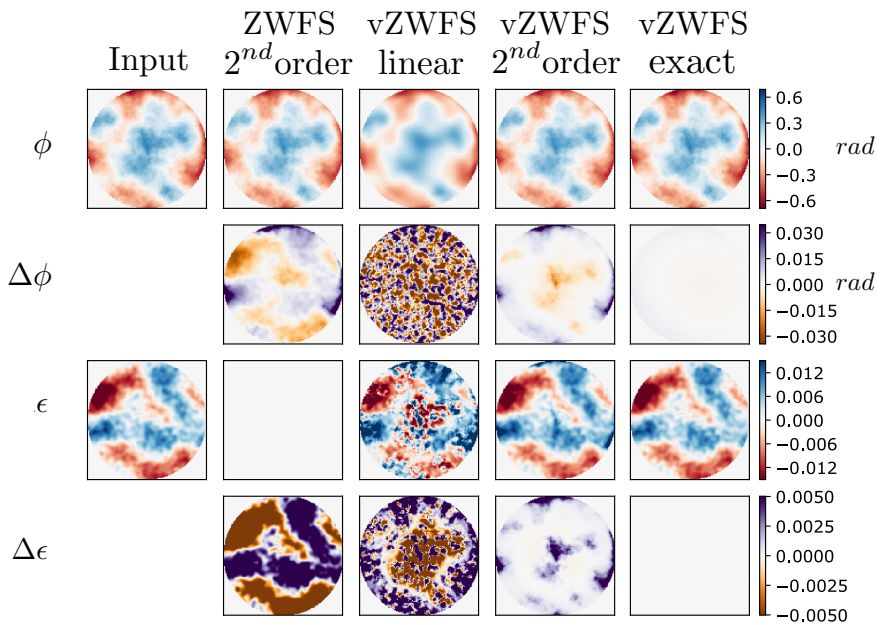 ZWFS vZWFS vZWFS vZWFS
Input 2nd order linear 2nd order exact
ϕ
0.6
0.3
0.0
−0.3
−0.6
rad
Δϕ
0.030
0.015
0.000
−0.015
−0.030
rad
ϵ
0.012
0.006
0.000
−0.006
−0.012
Δϵ
0.0050
0.0025
0.0000
−0.0025
−0.0050